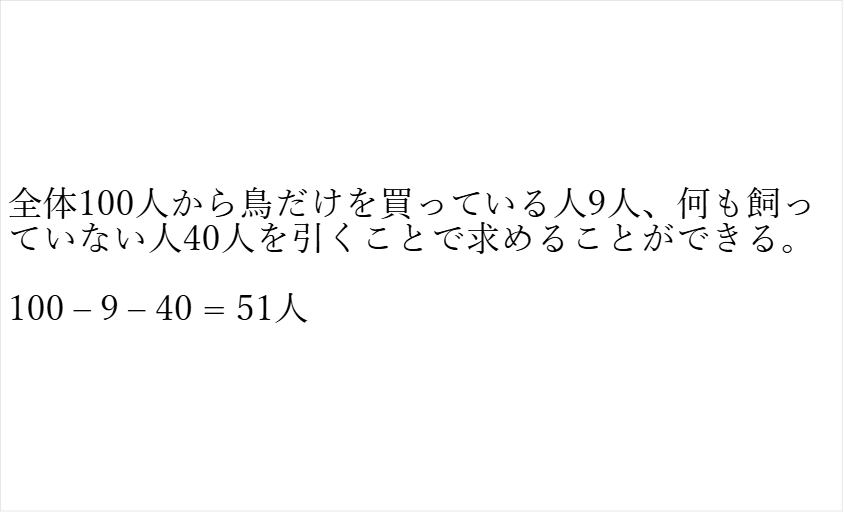 全体100人から鳥だけを買っている人9人、何も飼っ
ていない人40人を引くことで求めることができる。
100 – 9 – 40 = 51人